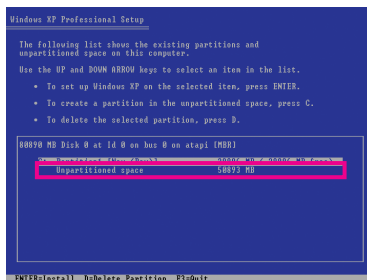 Windows XP Professional Setup
The following list shows the existing partitions and
unpartitioned space on this computer.
Use the UP and DOWN ARROW keys to select an item in the list.
• To set up Windows XP on the selected item, press ENTER.
• To create a partition in the unpartitioned space, press C.
• To delete the selected partition, press D.
80890 MB Disk 0 at Id 0 on bus 0 on atapi [MBR]
Unpartitioned space 50893 MB
ENTER=Install D=Delete Partition F3=Quit